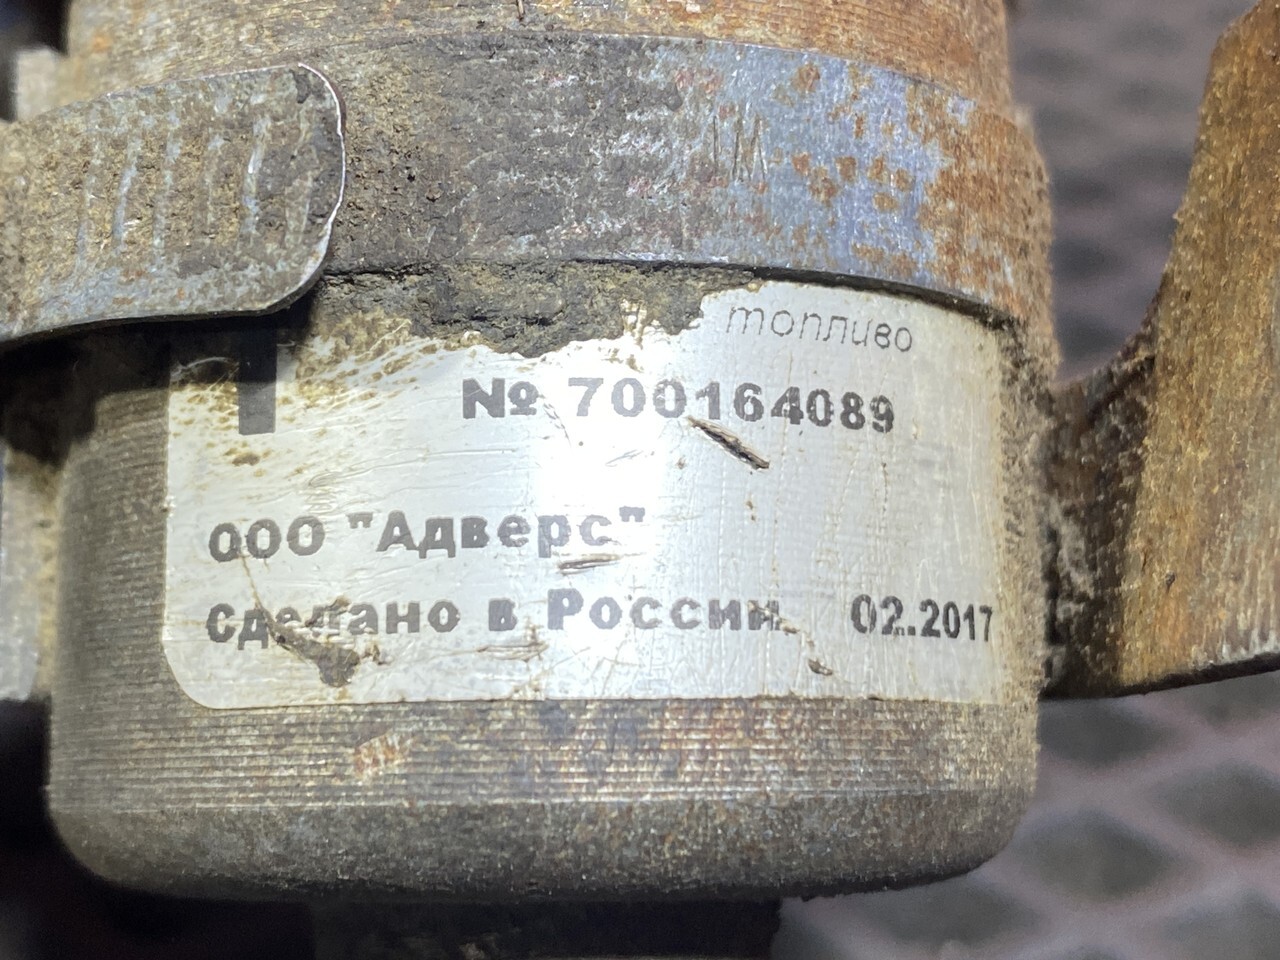 топливо
№ 700164089
ООО "Адверс"
Сделано в России 02.2017